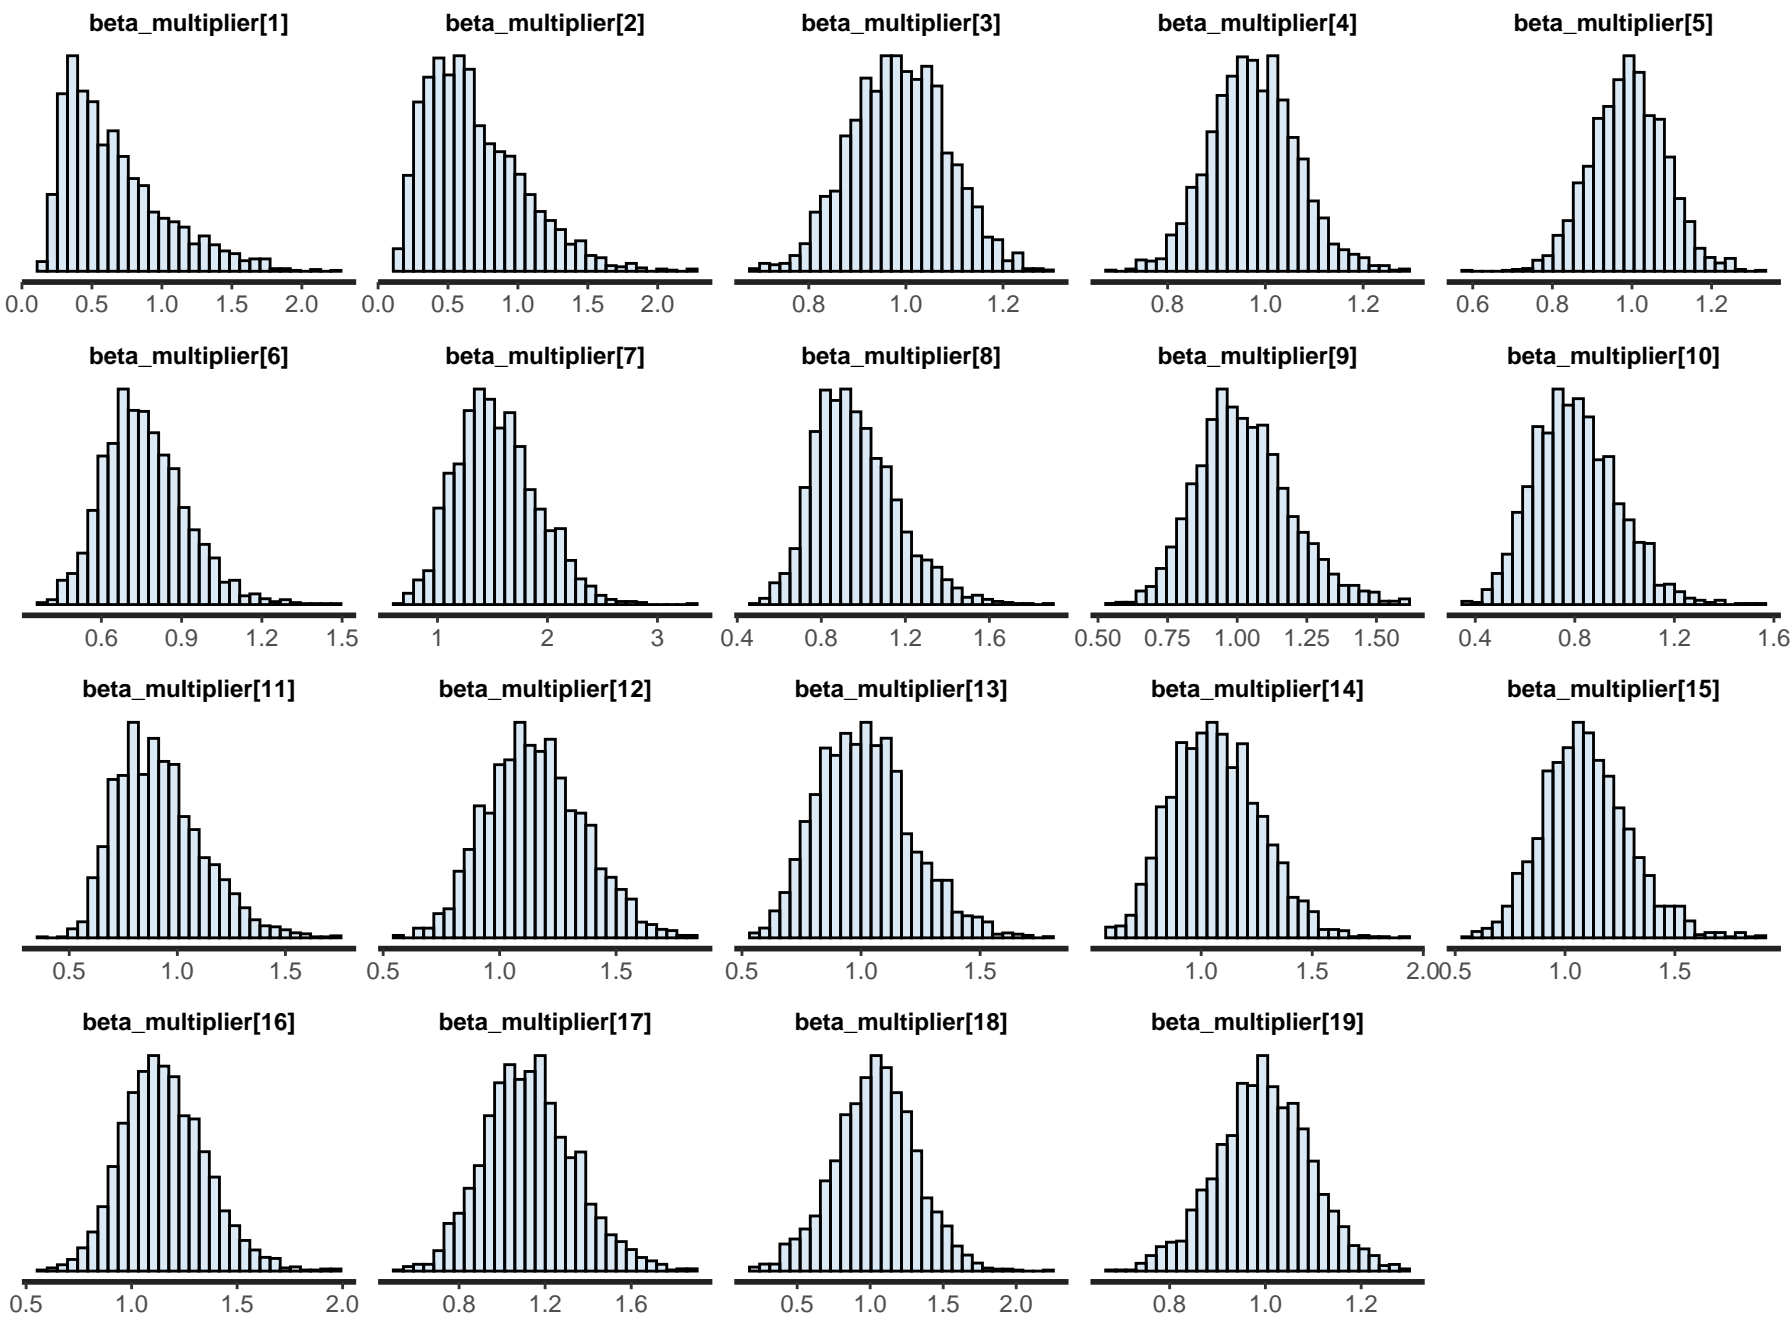 beta_multiplier[1] beta_multiplier[2] beta_multiplier[3] beta_multiplier[4] beta_multiplier[5]
0.0 0.5 1.0 1.5 2.0 0.0 0.5 1.0 1.5 2.0 0.8 1.0 1.2 0.8 1.0 1.2 0.6 0.8 1.0 1.2
beta_multiplier[6] beta_multiplier[7] beta_multiplier[8] beta_multiplier[9] beta_multiplier[10]
0.6 0.9 1.2 1.5 1 2 3 0.4 0.8 1.2 1.6 0.50 0.75 1.00 1.25 1.50 0.4 0.8 1.2 1.6
beta_multiplier[11] beta_multiplier[12] beta_multiplier[13] beta_multiplier[14] beta_multiplier[15]
0.5 1.0 1.5 0.5 1.0 1.5 0.5 1.0 1.5 1.0 1.5 2.0 0.5 1.0 1.5
beta_multiplier[16] beta_multiplier[17] beta_multiplier[18] beta_multiplier[19]
0.5 1.0 1.5 2.0 0.8 1.2 1.6 0.5 1.0 1.5 2.0 0.8 1.0 1.2